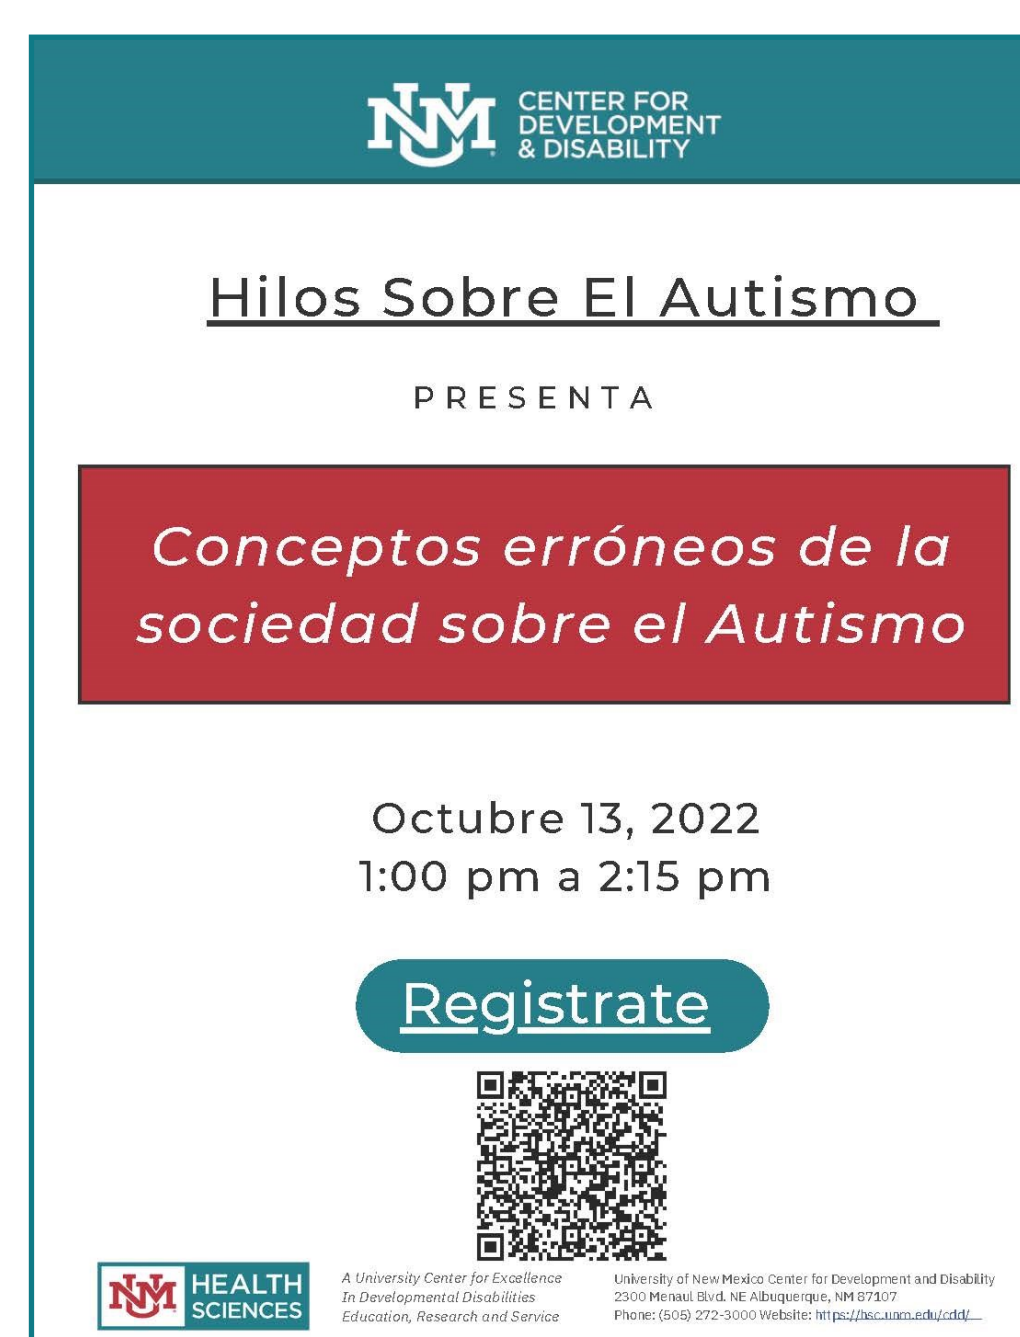 UNM
CENTER FOR
DEVELOPMENT
& DISABILITY
Hilos Sobre El Autismo
PRESENTA
Conceptos erróneos de la
sociedad sobre el Autismo
Octubre 13, 2022
1:00 pm a 2:15 pm
Registrate
UNM HEALTH
SCIENCES
A University Center for Excellence
In Developmental Disabilities
Education, Research and Service
University of New Mexico Center for Development and Disability
2300 Menaul Blvd. NE Albuquerque, NM 87107
Phone: (505) 272-3000 Website: https://hsc.unm.edu/cdd/